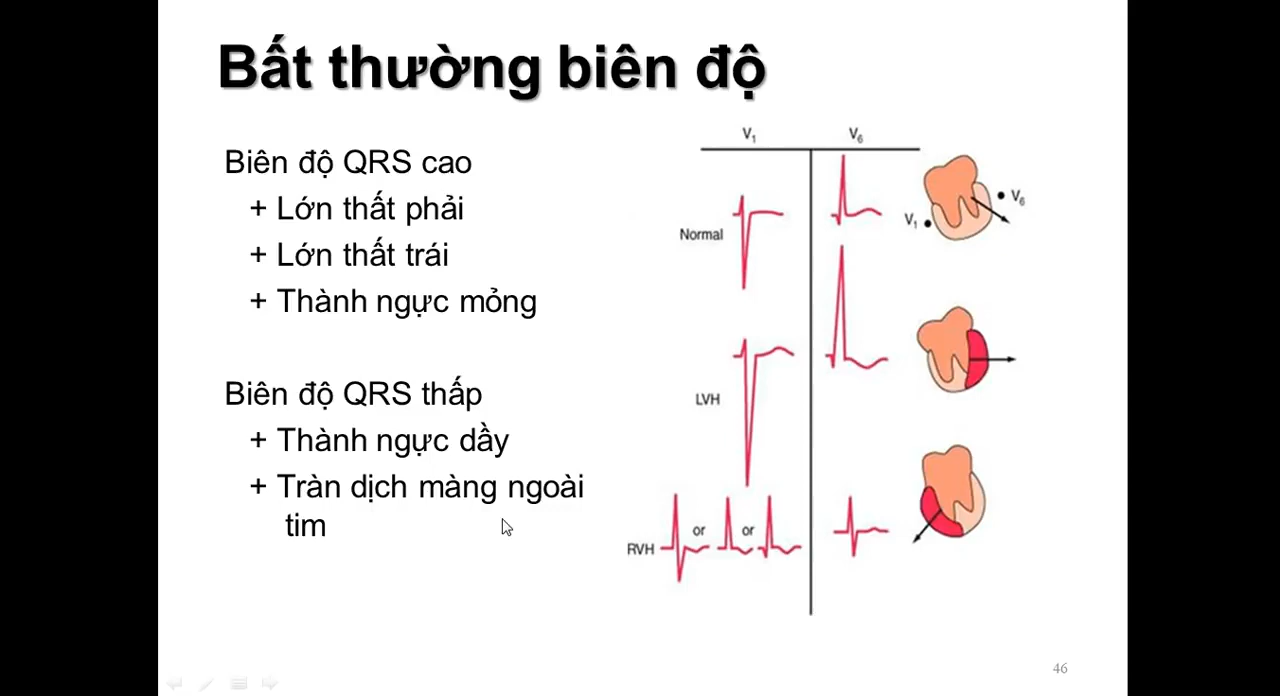 Bất thường biên độ
Biên độ QRS cao
+ Lớn thất phải
+ Lớn thất trái
+ Thành ngực mỏng
Biên độ QRS thấp
+ Thành ngực dầy
+ Tràn dịch màng ngoài
tim
V1 V6
Normal
V1 V6
LVH
RVH or or
46